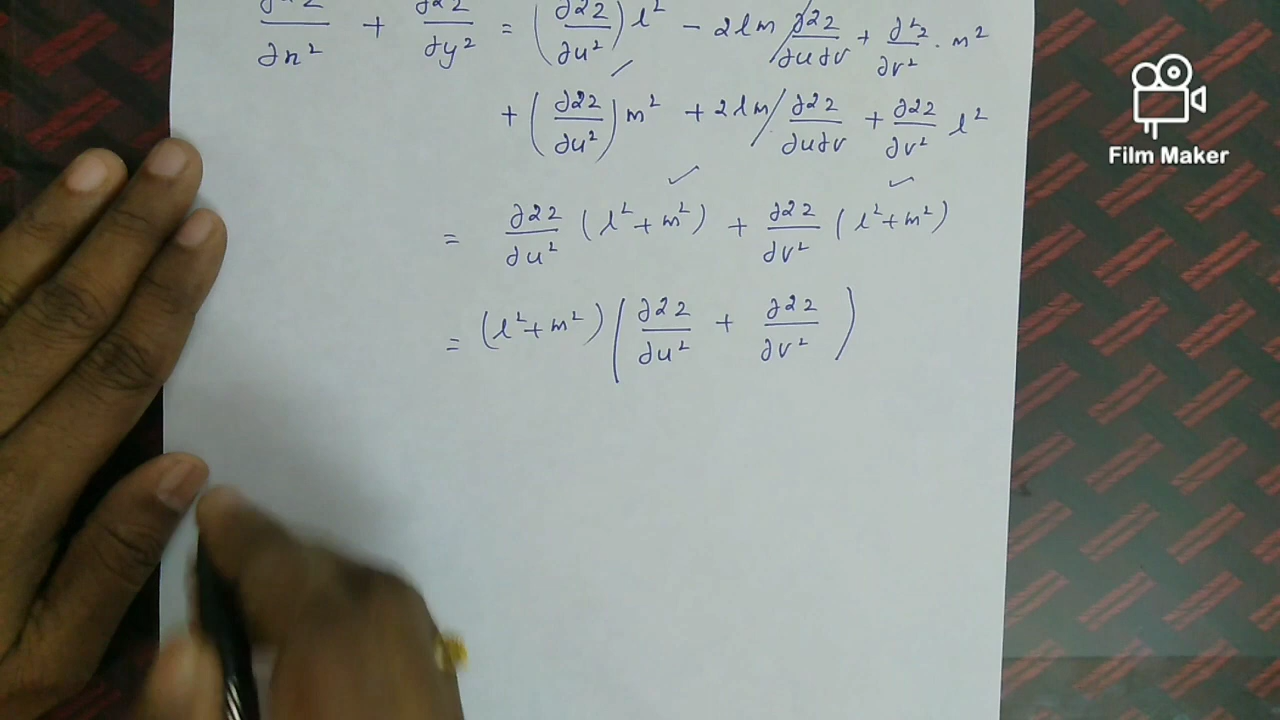 ∂²z/∂x² + ∂²z/∂y² = (∂²z/∂u²) l² − 2lm ∂²z/∂u∂v + ∂²z/∂v² · m²
+ (∂²z/∂u²) m² + 2lm ∂²z/∂u∂v + ∂²z/∂v² l²
= ∂²z/∂u² (l² + m²) + ∂²z/∂v² (l² + m²)
= (l² + m²) (∂²z/∂u² + ∂²z/∂v²)
Film Maker